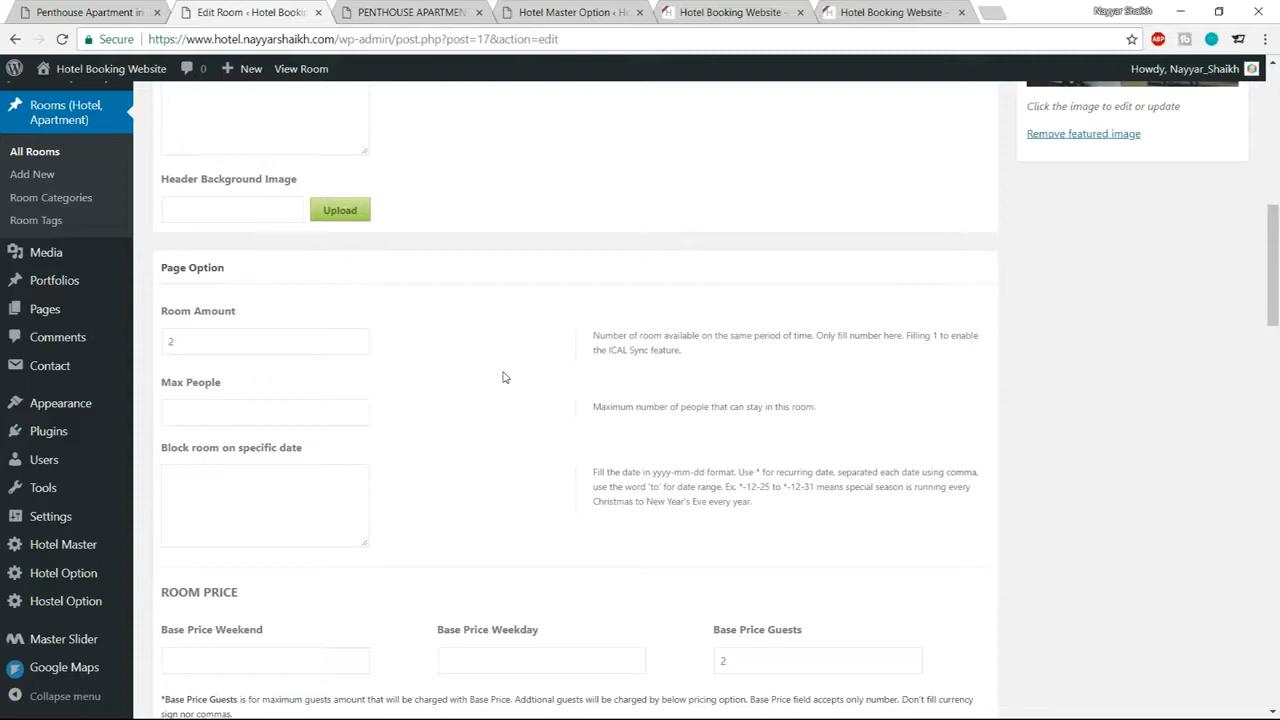 Penthouse Apartment in
Edit Room ‹ Hotel Bookin
PENTHOUSE APARTMENT
Hotel Master Option ‹ Ho
Hotel Booking Website –
Hotel Booking Website –
Nayyar Shaikh
Secure
https://www.hotel.nayyarshaikh.com/wp-admin/post.php?post=17&action=edit
ABP
Hotel Booking Website
0
New
View Room
Howdy, Nayyar_Shaikh
Rooms (Hotel,
Apartment)
All Rooms
Add New
Room Categories
Room Tags
Media
Portfolios
Pages
Comments
Contact
Appearance
Plugins
Users
Tools
Settings
Hotel Master
Hotel Option
Hostel Option
Master Slider
Google Maps
Collapse menu
Header Background Image
Upload
Page Option
Room Amount
2
Number of room available on the same period of time. Only fill number here. Filling 1 to enable
the ICAL Sync feature.
Max People
Maximum number of people that can stay in this room.
Block room on specific date
Fill the date in yyyy-mm-dd format. Use * for recurring date, separated each date using comma,
use the word 'to' for date range. Ex. *-12-25 to *-12-31 means special season is running every
Christmas to New Year's Eve every year.
ROOM PRICE
Base Price Weekend
Base Price Weekday
Base Price Guests
2
*Base Price Guests is for maximum guests amount that will be charged with Base Price. Addtional guests will be charged by below pricing option. Base Price field accepts only number. Don't fill currency
sign nor commas.
Click the image to edit or update
Remove featured image